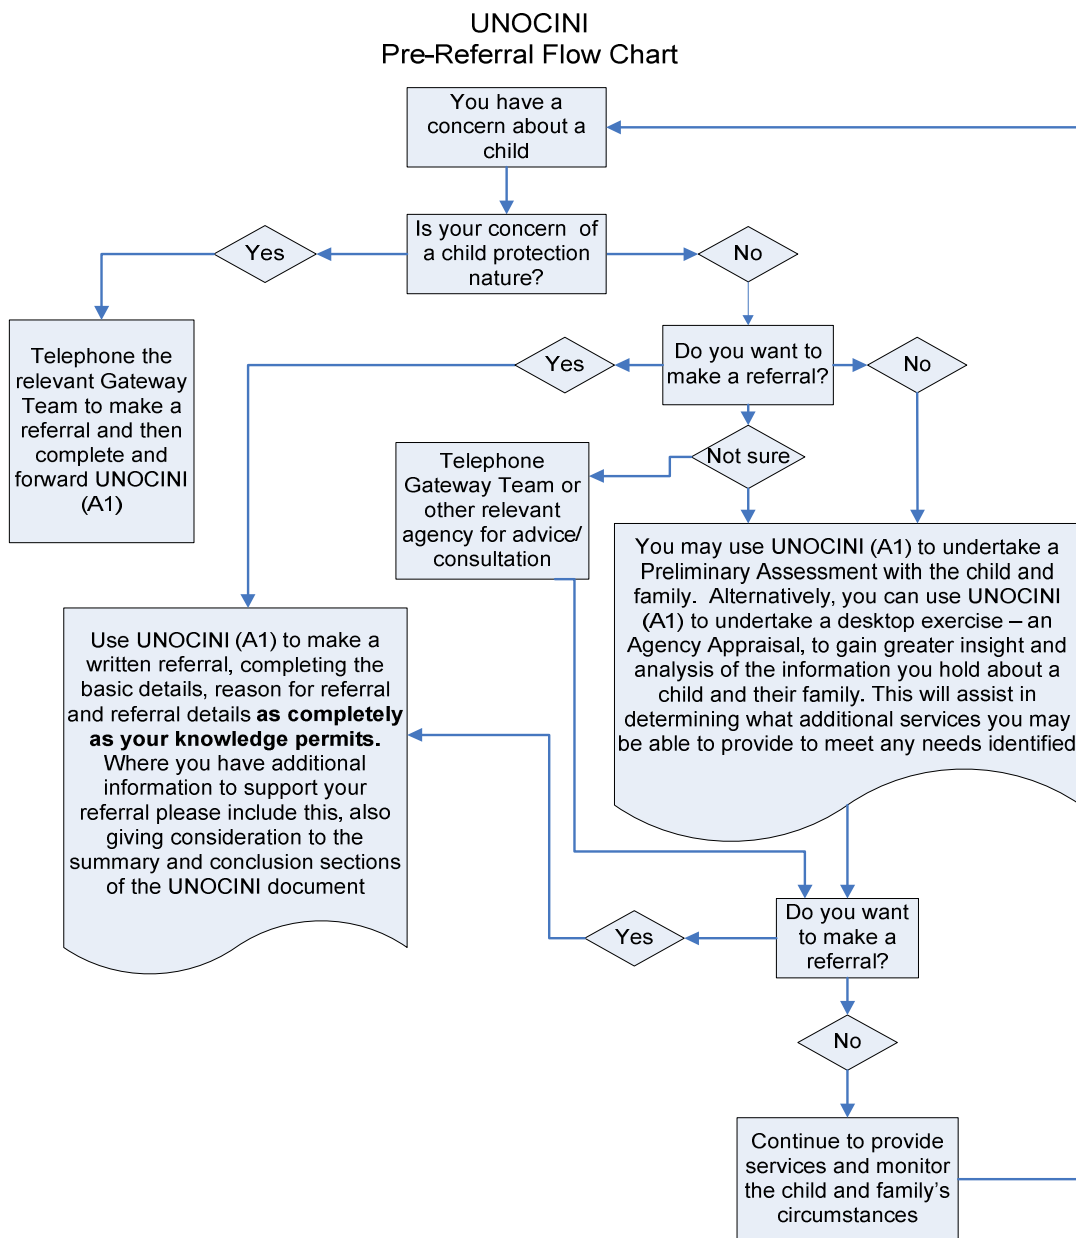 UNOCINI
Pre-Referral Flow Chart
You have a
concern about a
child
Is your concern of
a child protection
nature?
Yes
No
Telephone the
relevant Gateway
Team to make a
referral and then
complete and
forward UNOCINI
(A1)
Do you want to
make a referral?
Yes
No
Not sure
Telephone
Gateway Team or
other relevant
agency for advice/
consultation
You may use UNOCINI (A1) to undertake a
Preliminary Assessment with the child and
family. Alternatively, you can use UNOCINI
(A1) to undertake a desktop exercise – an
Agency Appraisal, to gain greater insight and
analysis of the information you hold about a
child and their family. This will assist in
determining what additional services you may
be able to provide to meet any needs identified
Use UNOCINI (A1) to make a
written referral, completing the
basic details, reason for referral
and referral details as completely
as your knowledge permits.
Where you have additional
information to support your
referral please include this, also
giving consideration to the
summary and conclusion sections
of the UNOCINI document
Do you want
to make a
referral?
Yes
No
Continue to provide
services and monitor
the child and family's
circumstances